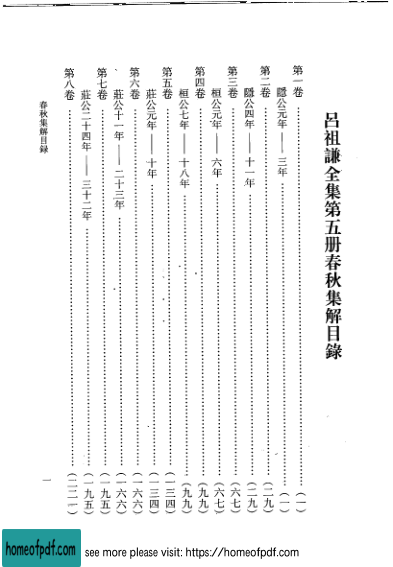 呂祖謙全集第五册春秋集解目錄
第一卷……（一）
隱公元年——三年……（一）
第二卷……（二九）
隱公四年——十一年……（二九）
第三卷……（六七）
桓公元年——六年……（六七）
第四卷……（九九）
桓公七年——十八年……（九九）
第五卷……（一三四）
莊公元年——十年……（一三四）
第六卷……（一六六）
莊公十一年——二十三年……（一六六）
第七卷……（一九五）
莊公二十四年——三十二年……（一九五）
第八卷……（二二一）
春秋集解目錄
一
homeofpdf.com
see more please visit: https://homeofpdf.com